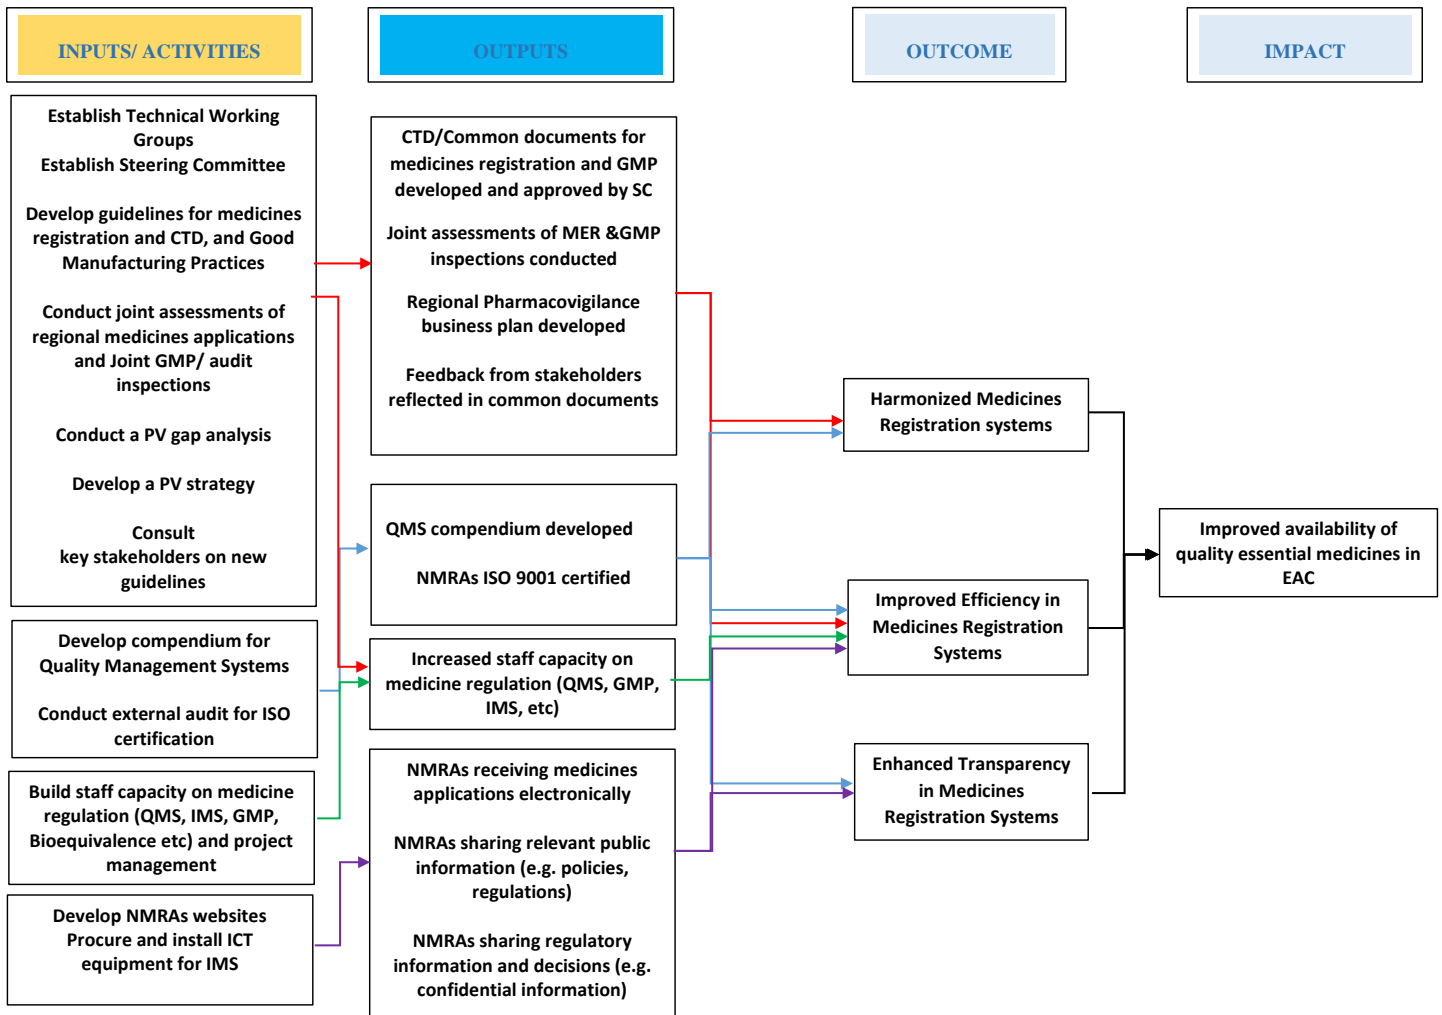 INPUTS/ ACTIVITIES
OUTPUTS
OUTCOME
IMPACT
Establish Technical Working
Groups
Establish Steering Committee
Develop guidelines for medicines
registration and CTD, and Good
Manufacturing Practices
Conduct joint assessments of
regional medicines applications
and Joint GMP/ audit
inspections
Conduct a PV gap analysis
Develop a PV strategy
Consult
key stakeholders on new
guidelines
Develop compendium for
Quality Management Systems
Conduct external audit for ISO
certification
Build staff capacity on medicine
regulation (QMS, IMS, GMP,
Bioequivalence etc) and project
management
Develop NMRAs websites
Procure and install ICT
equipment for IMS
CTD/Common documents for
medicines registration and GMP
developed and approved by SC
Joint assessments of MER &GMP
inspections conducted
Regional Pharmacovigilance
business plan developed
Feedback from stakeholders
reflected in common documents
QMS compendium developed
NMRAs ISO 9001 certified
Increased staff capacity on
medicine regulation (QMS, GMP,
IMS, etc)
NMRAs receiving medicines
applications electronically
NMRAs sharing relevant public
information (e.g. policies,
regulations)
NMRAs sharing regulatory
information and decisions (e.g.
confidential information)
Harmonized Medicines
Registration systems
Improved Efficiency in
Medicines Registration
Systems
Enhanced Transparency
in Medicines
Registration Systems
Improved availability of
quality essential medicines in
EAC